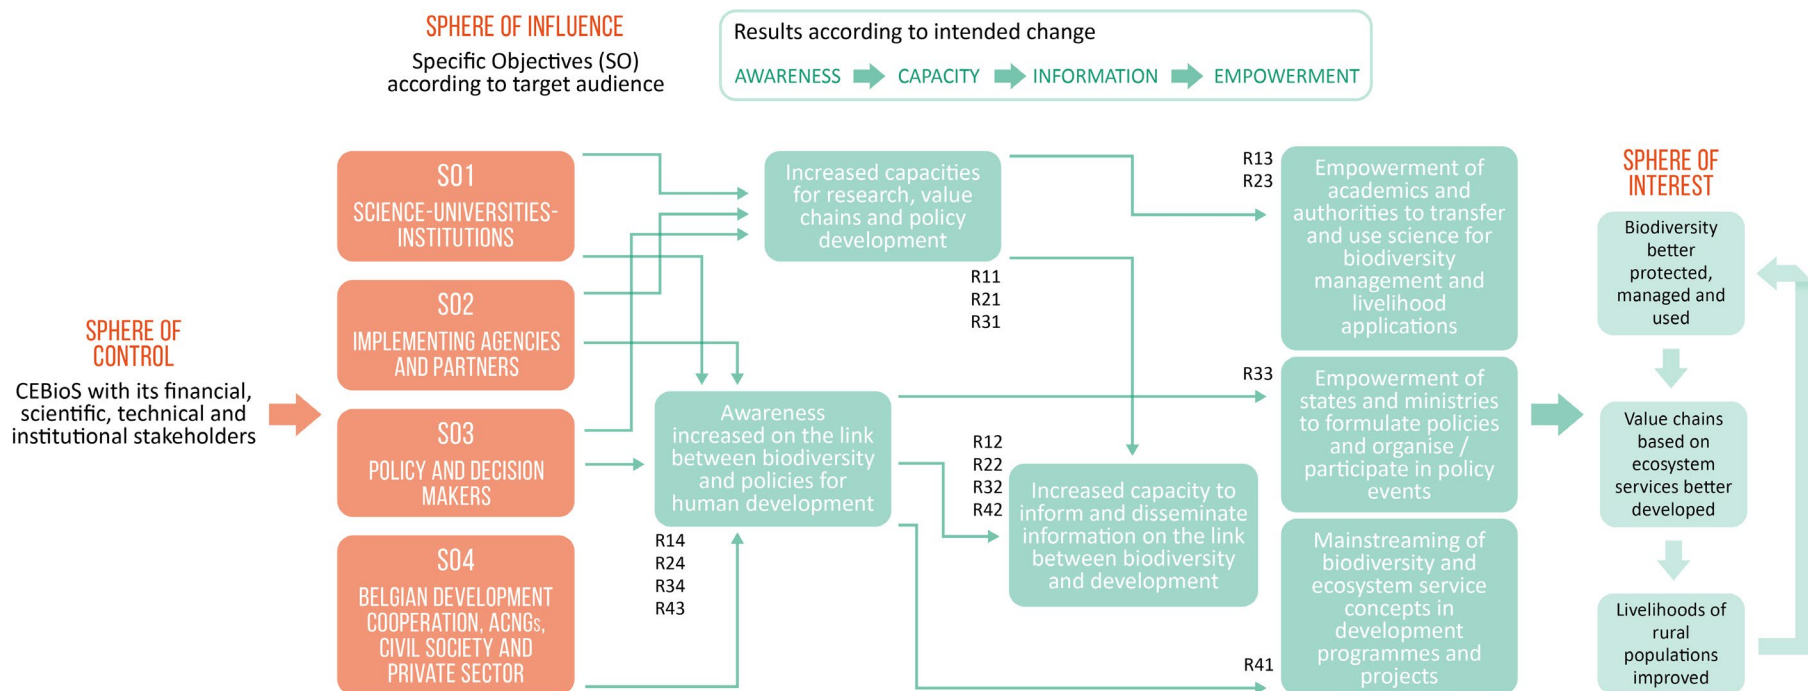 SPHERE OF INFLUENCE
Specific Objectives (SO)
according to target audience
Results according to intended change
AWARENESS CAPACITY INFORMATION EMPOWERMENT
SPHERE OF
CONTROL
CEBioS with its financial,
scientific, technical and
institutional stakeholders
SO1
SCIENCE-UNIVERSITIES-
INSTITUTIONS
SO2
IMPLEMENTING AGENCIES
AND PARTNERS
SO3
POLICY AND DECISION
MAKERS
SO4
BELGIAN DEVELOPMENT
COOPERATION, ACNGs,
CIVIL SOCIETY AND
PRIVATE SECTOR
Increased capacities
for research, value
chains and policy
development
R11
R21
R31
Awareness
increased on the link
between biodiversity
and policies for
human development
R14
R24
R34
R43
R12
R22
R32
R42
Increased capacity to
inform and disseminate
information on the link
between biodiversity
and development
R13
R23
Empowerment of
academics and
authorities to transfer
and use science for
biodiversity
management and
livelihood
applications
R33
Empowerment of
states and ministries
to formulate policies
and organise /
participate in policy
events
R41
Mainstreaming of
biodiversity and
ecosystem service
concepts in
development
programmes and
projects
SPHERE OF
INTEREST
Biodiversity
better
protected,
managed and
used
Value chains
based on
ecosystem
services better
developed
Livelihoods of
rural
populations
improved